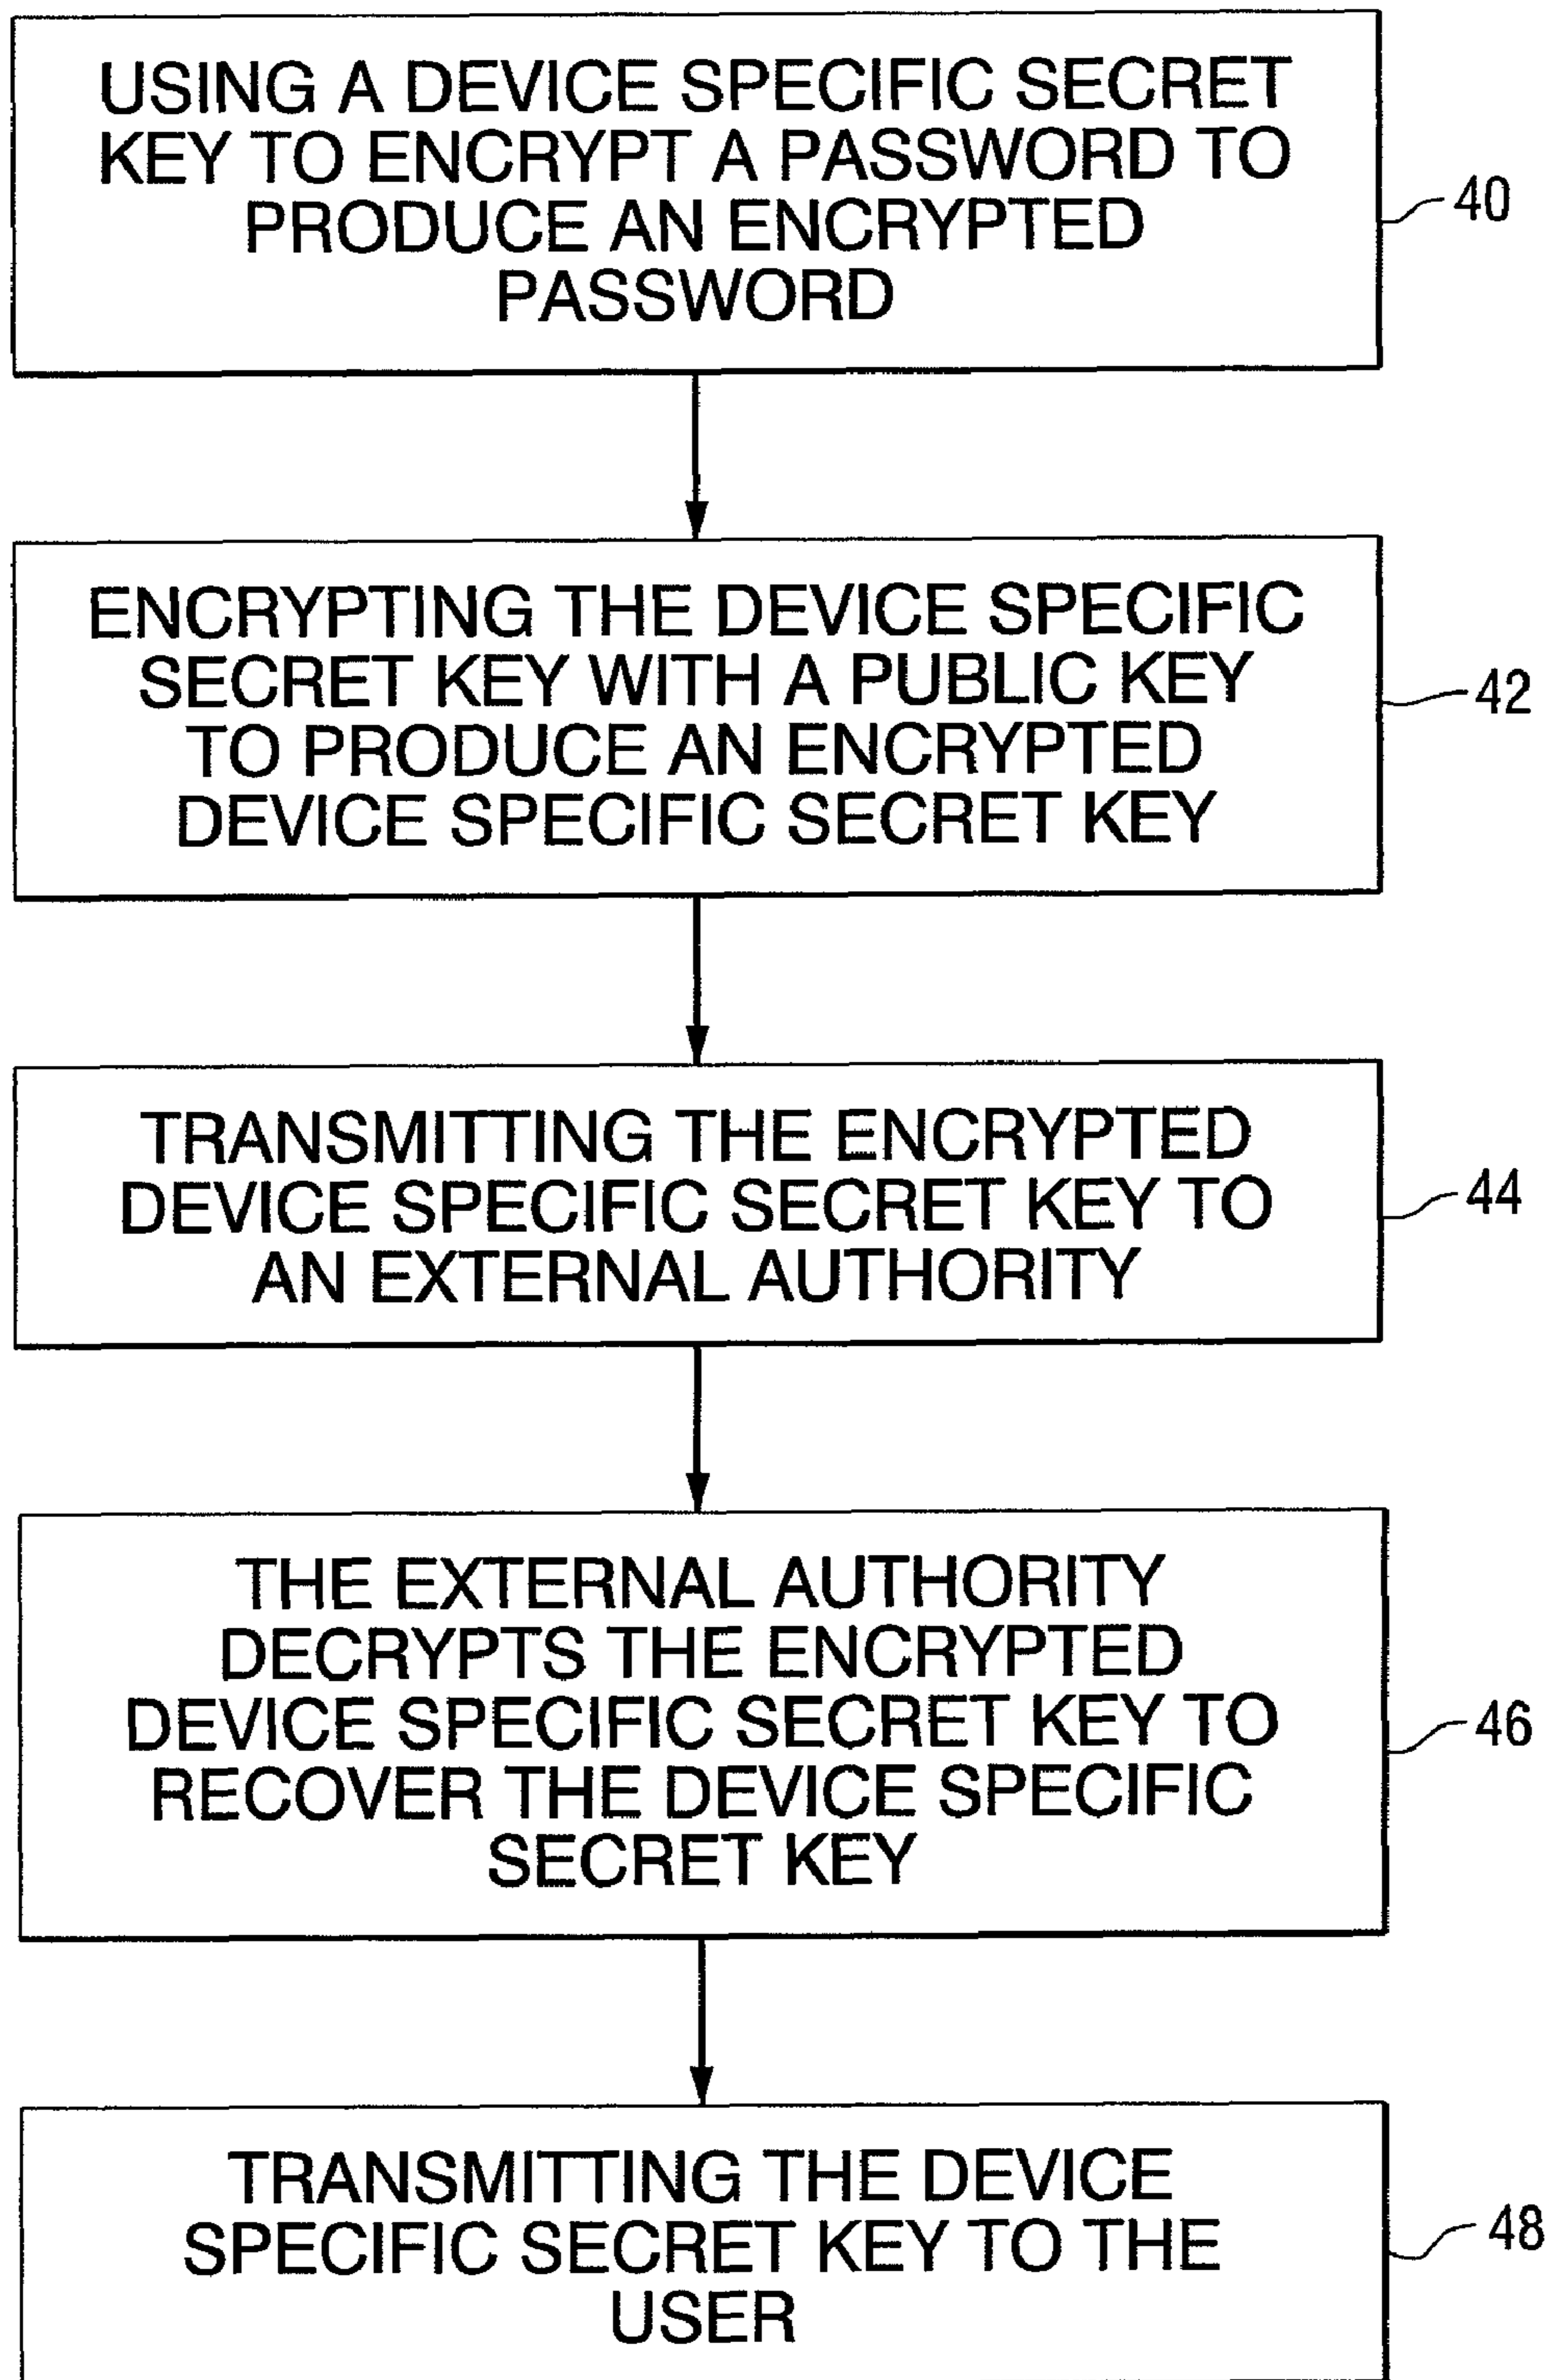 USING A DEVICE SPECIFIC SECRET
KEY TO ENCRYPT A PASSWORD TO
PRODUCE AN ENCRYPTED
PASSWORD
40
ENCRYPTING THE DEVICE SPECIFIC
SECRET KEY WITH A PUBLIC KEY
TO PRODUCE AN ENCRYPTED
DEVICE SPECIFIC SECRET KEY
42
TRANSMITTING THE ENCRYPTED
DEVICE SPECIFIC SECRET KEY TO
AN EXTERNAL AUTHORITY
44
THE EXTERNAL AUTHORITY
DECRYPTS THE ENCRYPTED
DEVICE SPECIFIC SECRET KEY TO
RECOVER THE DEVICE SPECIFIC
SECRET KEY
46
TRANSMITTING THE DEVICE
SPECIFIC SECRET KEY TO THE
USER
48